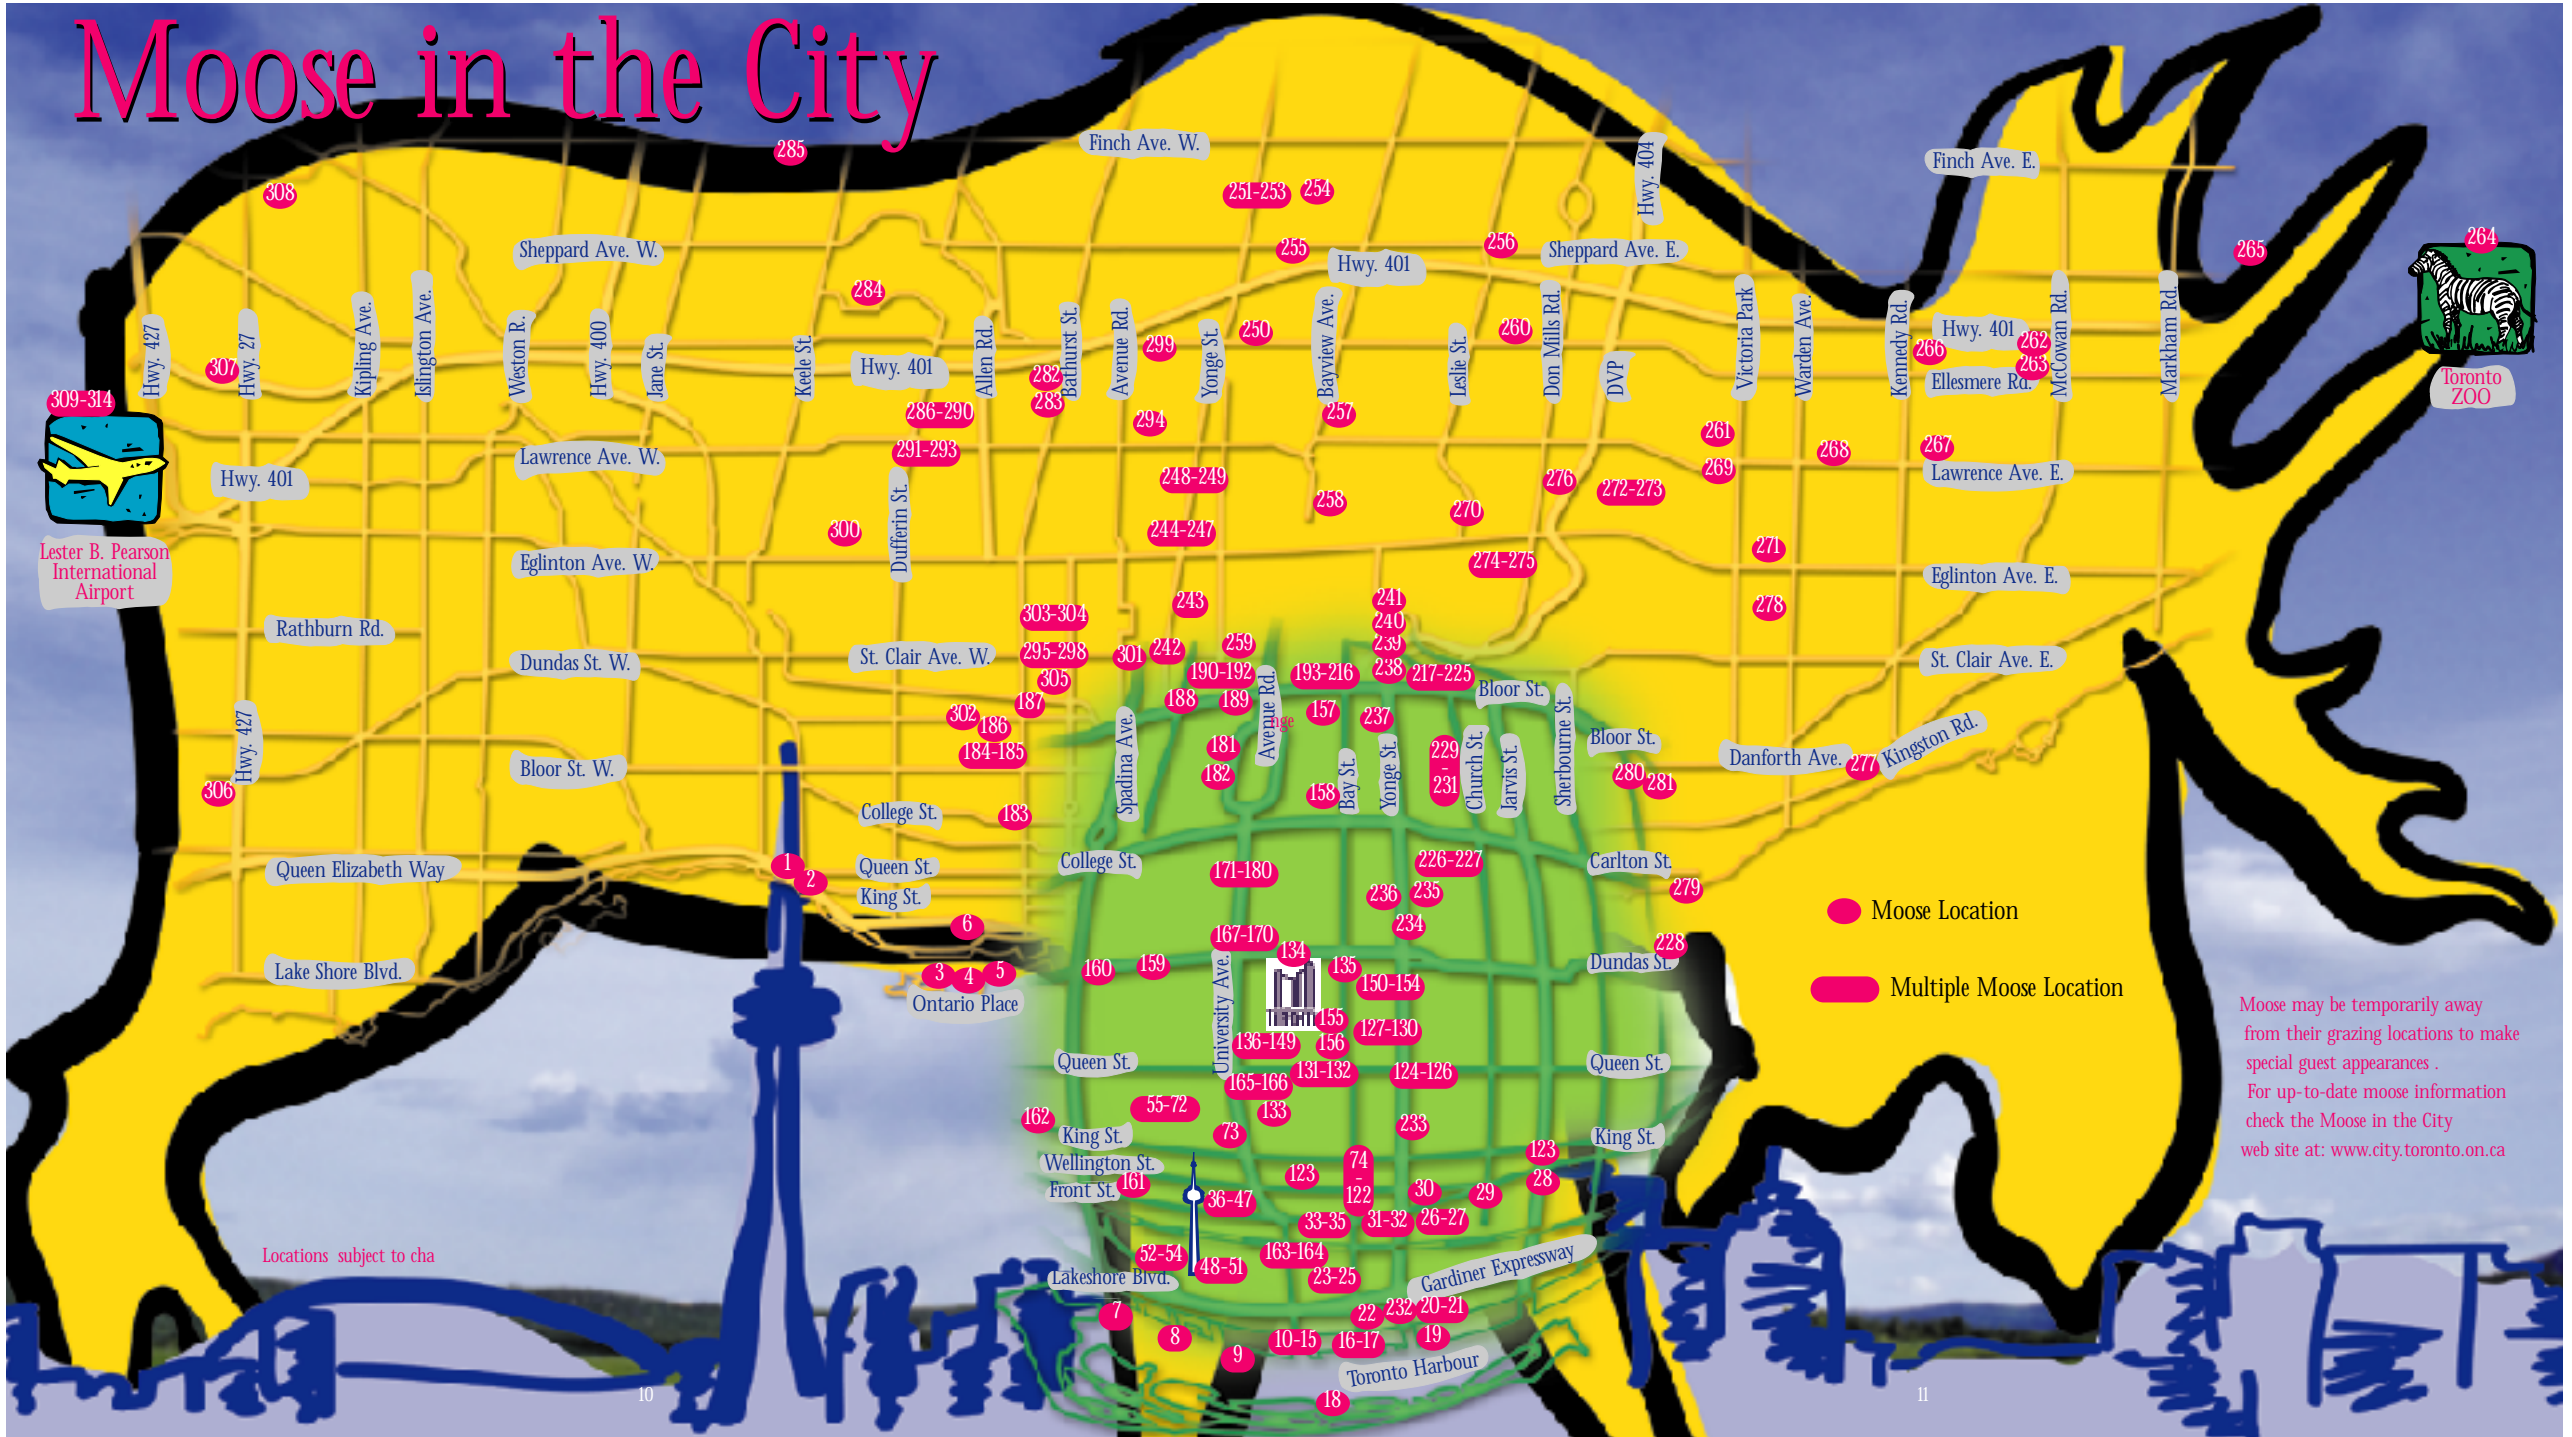 Moose in the City
285
Finch Ave. W.
Hwy. 404
Finch Ave. E.
308
251-253
254
Sheppard Ave. W.
255
256
Sheppard Ave. E.
Hwy. 401
265
264
284
Hwy. 427
Hwy. 27
Kipling Ave.
Islington Ave.
Weston R.
Hwy. 400
Jane St.
Keele St.
Hwy. 401
Allen Rd.
Bathurst St.
Avenue Rd.
299
Yonge St.
250
Bayview Ave.
Leslie St.
260
Don Mills Rd.
DVP
Victoria Park
Warden Ave.
Kennedy Rd.
Hwy. 401
266
262
263
Ellesmere Rd.
McCowan Rd.
Markham Rd.
Toronto
ZOO
307
309-314
282
283
286-290
294
257
291-293
261
268
267
Hwy. 401
Lawrence Ave. W.
248-249
269
Lawrence Ave. E.
276
272-273
258
270
300
Dufferin St.
244-247
Lester B. Pearson
International
Airport
Eglinton Ave. W.
274-275
271
Eglinton Ave. E.
243
241
240
239
238
278
303-304
Rathburn Rd.
Dundas St. W.
St. Clair Ave. W.
295-298
301
242
259
St. Clair Ave. E.
305
190-192
193-216
217-225
187
188
189
Avenue Rd.
nge
157
237
Bloor St.
Sherbourne St.
302
186
184-185
Spadina Ave.
181
182
158
Bay St.
Yonge St.
229
-
231
Church St.
Jarvis St.
Bloor St.
280
281
Danforth Ave.
277
Kingston Rd.
Hwy. 427
306
Bloor St. W.
College St.
183
1
2
Queen Elizabeth Way
Queen St.
King St.
College St.
171-180
226-227
Carlton St.
279
236
235
234
Moose Location
6
167-170
134
228
Lake Shore Blvd.
3
4
5
Ontario Place
160
159
University Ave.
135
150-154
Dundas St.
Multiple Moose Location
155
127-130
136-149
156
Queen St.
131-132
124-126
Queen St.
165-166
Moose may be temporarily away
from their grazing locations to make
special guest appearances .
For up-to-date moose information
check the Moose in the City
web site at: www.city.toronto.on.ca
162
55-72
133
King St.
73
233
King St.
Wellington St.
123
74
-
122
123
Front St.
161
36-47
30
29
28
33-35
31-32
26-27
Locations subject to cha
52-54
48-51
163-164
Lakeshore Blvd.
23-25
Gardiner Expressway
7
22
232
20-21
8
9
10-15
16-17
19
Toronto Harbour
18
10
11